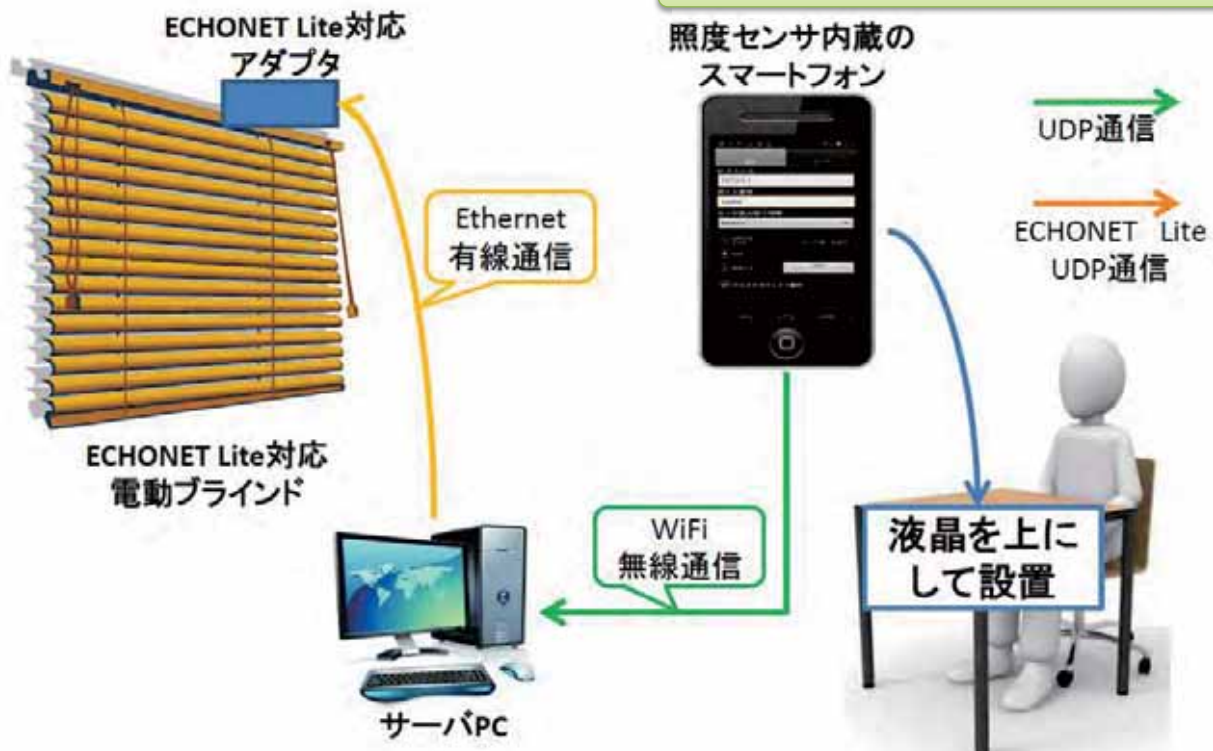 ECHONET Lite対応
アダプタ
照度センサ内蔵の
スマートフォン
UDP通信
Ethernet
有線通信
ECHONET Lite
UDP通信
ECHONET Lite対応
電動ブラインド
WiFi
無線通信
液晶を上に
して設置
サーバPC